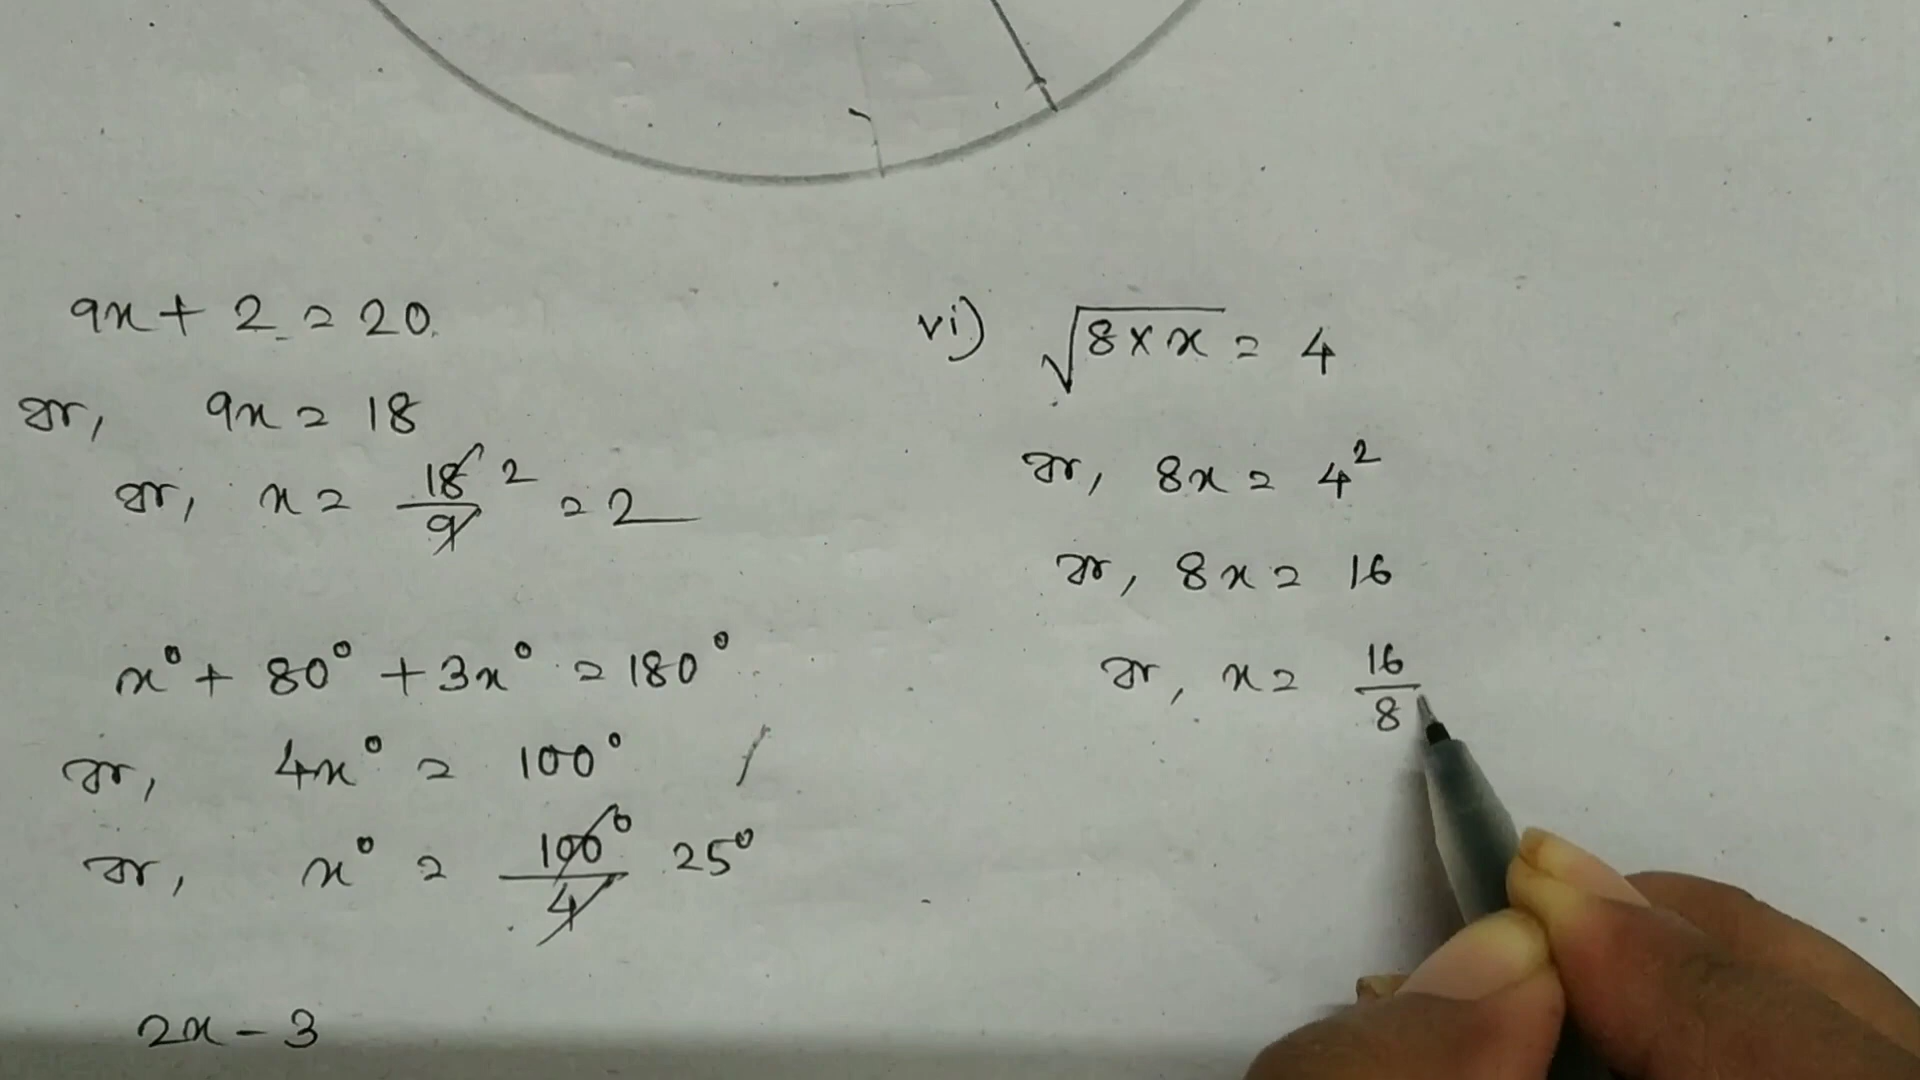 9x + 2 = 20
বা, 9x = 18
বা, x = 18/9 2 = 2
x° + 80° + 3x° = 180°
বা, 4x° = 100°
বা, x° = 100°/4 25°
2x - 3
vi) √(8 × x) = 4
বা, 8x = 4²
বা, 8x = 16
বা, x = 16/8